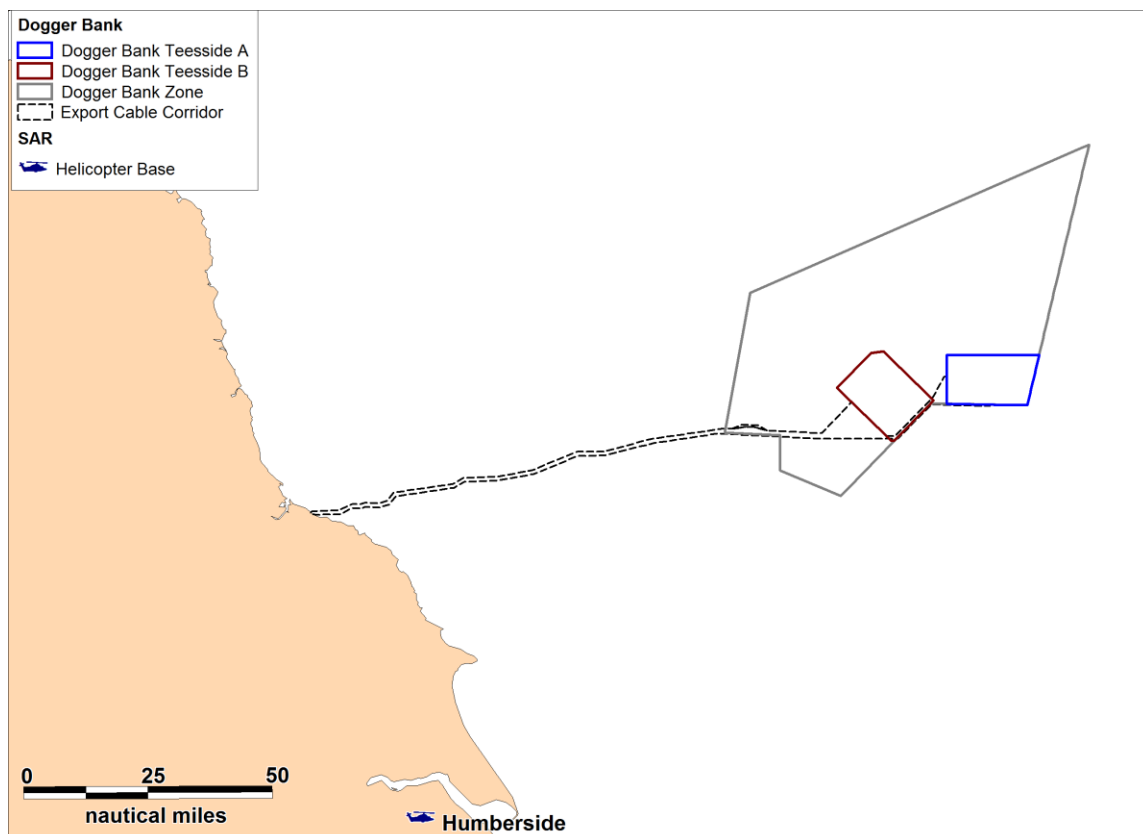 Dogger Bank
Dogger Bank Teesside A
Dogger Bank Teesside B
Dogger Bank Zone
Export Cable Corridor
SAR
Helicopter Base
0 25 50
nautical miles
Humberside